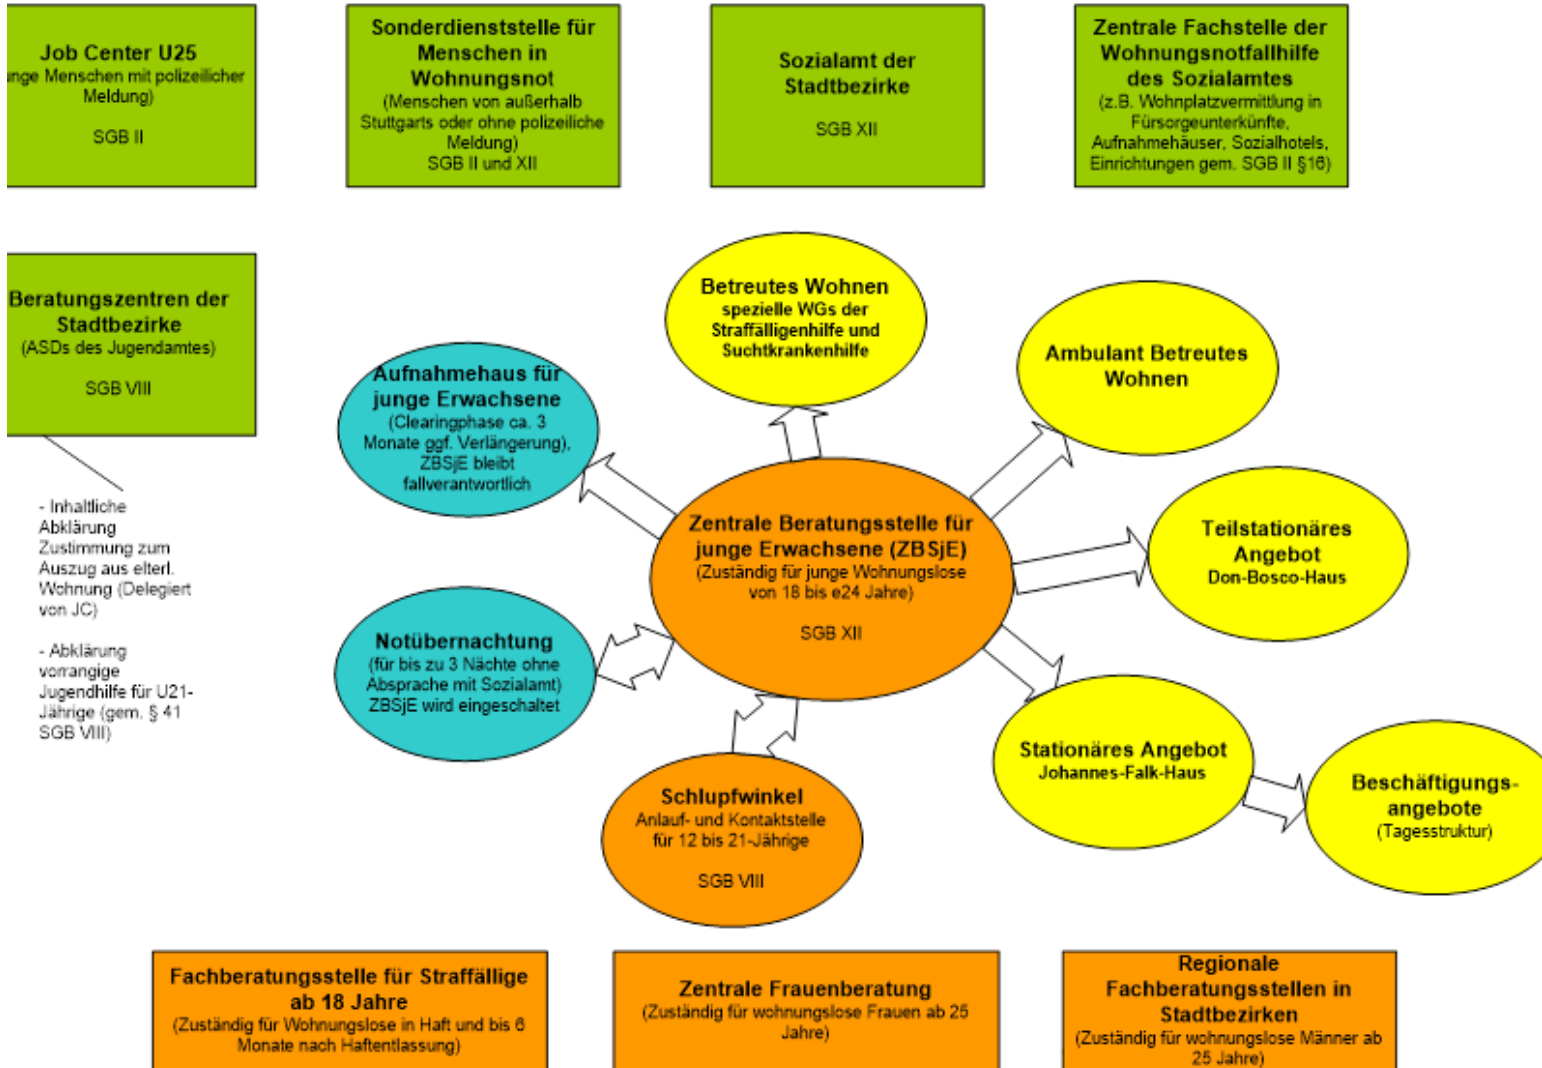 Job Center U25
unge Menschen mit polizeilicher
Meldung)
SGB II
Sonderdienststelle für
Menschen in
Wohnungsnot
(Menschen von außerhalb
Stuttgarts oder ohne polizeiliche
Meldung)
SGB II und XII
Sozialamt der
Stadtbezirke
SGB XII
Zentrale Fachstelle der
Wohnungsnotfallhilfe
des Sozialamtes
(z.B. Wohnplatzvermittlung in
Fürsorgeunterkünfte,
Aufnahmehäuser, Sozialhotels,
Einrichtungen gem. SGB II §16)
Beratungszentren der
Stadtbezirke
(ASDs des Jugendamtes)
SGB VIII
- Inhaltliche
Abklärung
Zustimmung zum
Auszug aus elterl.
Wohnung (Delegiert
von JC)
- Abklärung
vorrangige
Jugendhilfe für U21-
Jährige (gem. § 41
SGB VIII)
Betreutes Wohnen
spezielle WGs der
Straffälligenhilfe und
Suchtkrankenhilfe
Ambulant Betreutes
Wohnen
Aufnahmehaus für
junge Erwachsene
(Clearingphase ca. 3
Monate ggf. Verlängerung),
ZBSjE bleibt
fallverantwortlich
Zentrale Beratungsstelle für
junge Erwachsene (ZBSjE)
(Zuständig für junge Wohnungslose
von 18 bis e24 Jahre)
SGB XII
Teilstationäres
Angebot
Don-Bosco-Haus
Notübernachtung
(für bis zu 3 Nächte ohne
Absprache mit Sozialamt)
ZBSjE wird eingeschaltet
Stationäres Angebot
Johannes-Falk-Haus
Beschäftigungs-
angebote
(Tagesstruktur)
Schlupfwinkel
Anlauf- und Kontaktstelle
für 12 bis 21-Jährige
SGB VIII
Fachberatungsstelle für Straffällige
ab 18 Jahre
(Zuständig für Wohnungslose in Haft und bis 6
Monate nach Haftentlassung)
Zentrale Frauenberatung
(Zuständig für wohnungslose Frauen ab 25
Jahre)
Regionale
Fachberatungsstellen in
Stadtbezirken
(Zuständig für wohnungslose Männer ab
25 Jahre)